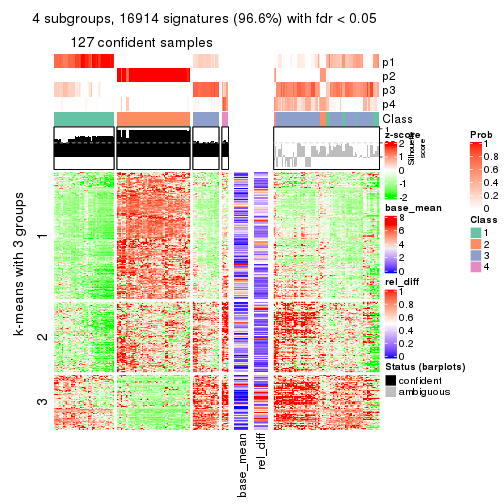 4 subgroups, 16914 signatures (96.6%) with fdr < 0.05
127 confident samples
p1
p2
p3
p4
Class
1
Silhouette
score
k-means with 3 groups
1
2
3
base_mean
rel_diff
z-score
2
1
0
-1
-2
base_mean
8
6
4
2
0
rel_diff
1
0.8
0.6
0.4
0.2
0
Status (barplots)
confident
ambiguous
Prob
1
0.8
0.6
0.4
0.2
0
Class
1
2
3
4